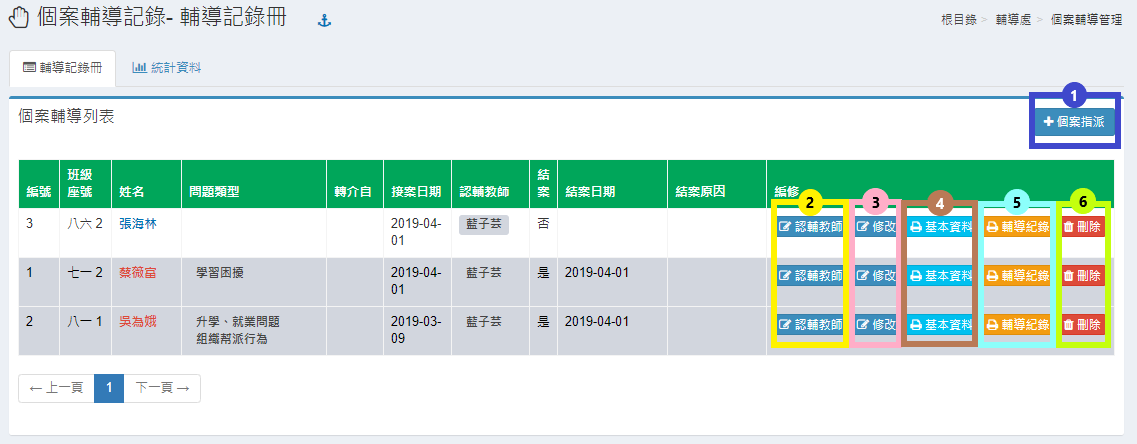 個案輔導記錄- 輔導記錄冊
根目錄 > 輔導處 > 個案輔導管理
輔導記錄冊 統計資料
個案輔導列表
1
個案指派
編號 班級座號 姓名 問題類型 轉介自 接案日期 認輔教師 結案 結案日期 結案原因 編修
2 3 4 5 6
3 八六 2 張海林 2019-04-01 藍子芸 否 認輔教師 修改 基本資料 輔導紀錄 刪除
1 七一 2 蔡薇富 學習困擾 2019-04-01 藍子芸 是 2019-04-01 認輔教師 修改 基本資料 輔導紀錄 刪除
2 八一 1 吳為娥 升學、就業問題 2019-03-09 藍子芸 是 2019-04-01 認輔教師 修改 基本資料 輔導紀錄 刪除
組織幫派行為
← 上一頁 1 下一頁 →